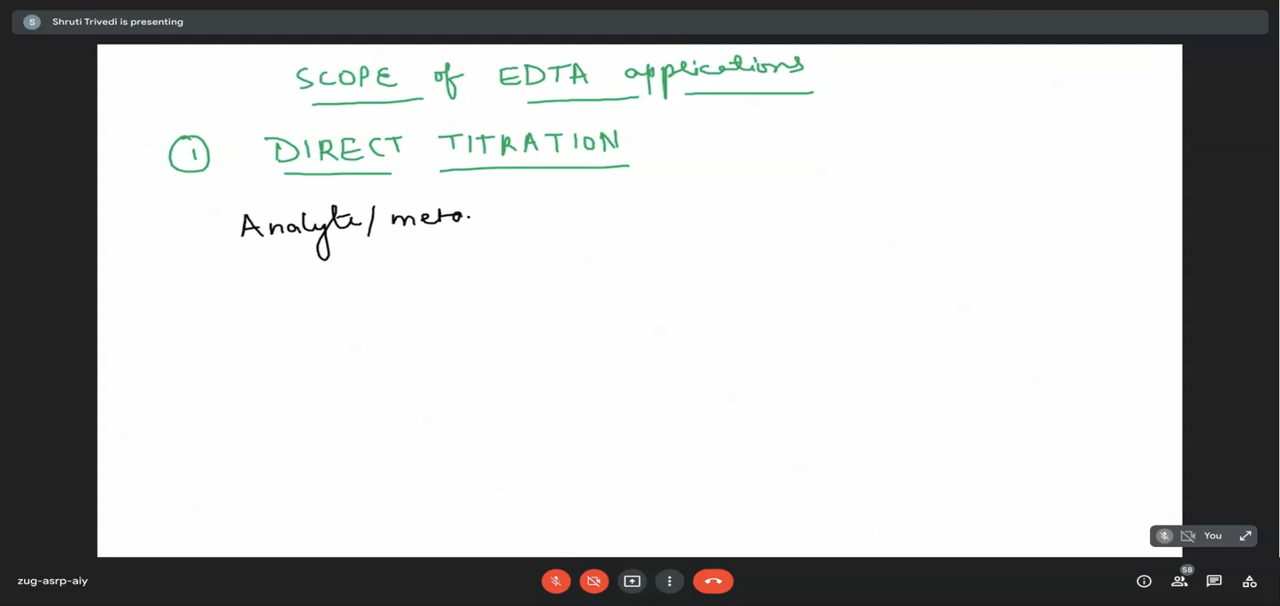 S Shruti Trivedi is presenting
SCOPE of EDTA applications
1 DIRECT TITRATION
Analyte/ meta
You
zug-asrp-aiy
58